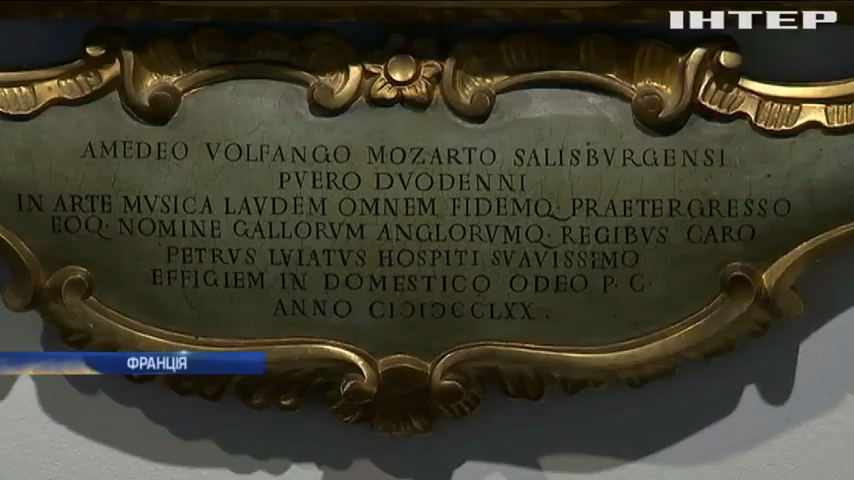 ІНТЕР
AMEDEO VOLFANGO MOZARTO SALISBVRGENSI
PVERO DVODENNI
IN ARTE MVSICA LAVDEM OMNEM FIDEMQ·PRAETERGRESSO
EOQ·NOMINE GALLORVM ANGLORVMQ·REGIBVS CARO
PETRVS LVIATVS HOSPITI SVAVISSIMO
EFFIGIEM IN DOMESTICO ODEO P·C·
ANNO CIↃIↃCCLXX
ФРАНЦІЯ